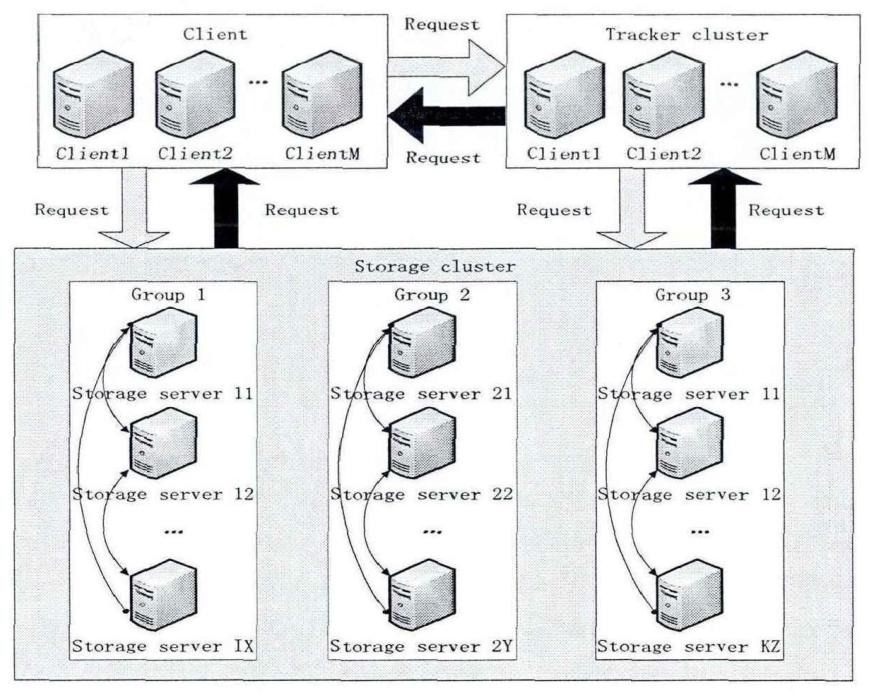 Client
Request
Tracker cluster
...
...
Client1 Client2 ClientM
Request
Client1 Client2 ClientM
Request Request
Request Request
Storage cluster
Group 1 Group 2 Group 3
Storage server 11 Storage server 21 Storage server 11
Storage server 12 Storage server 22 Storage server 12
... ... ...
Storage server IX Storage server 2Y Storage server KZ